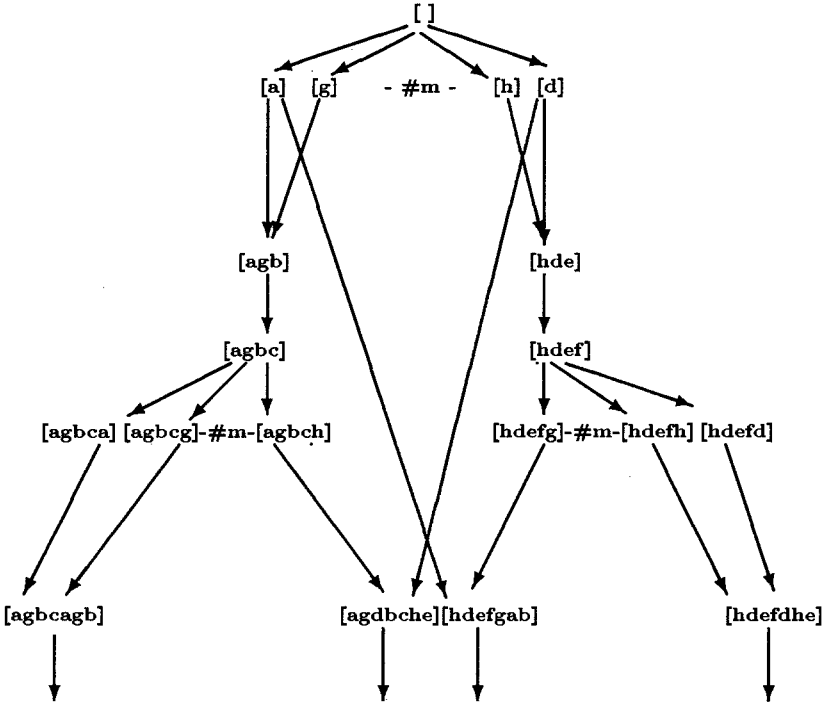 [ ]
[a] [g] - #m - [h] [d]
[agb] [hde]
[agbc] [hdef]
[agbca] [agbcg]-#m-[agbch] [hdefg]-#m-[hdefh] [hdefd]
[agbcagb] [agdbche][hdefgab] [hdefdhe]